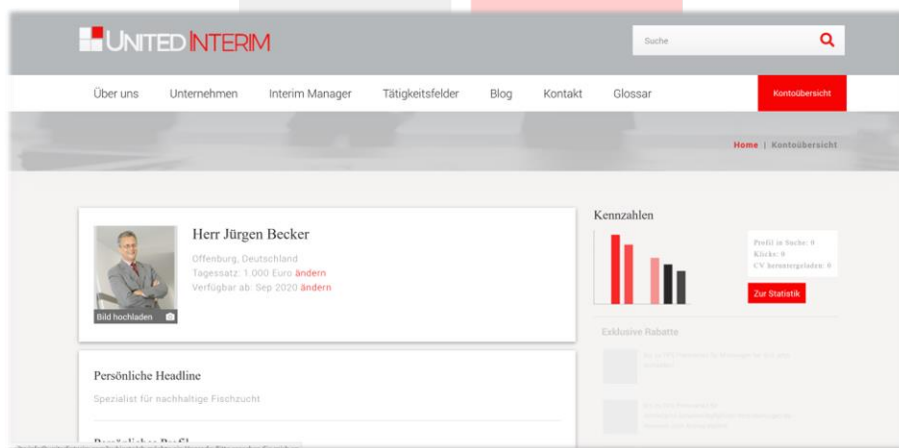 UNITED INTERIM
Suche
Über uns Unternehmen Interim Manager Tätigkeitsfelder Blog Kontakt Glossar Kontoübersicht
Home | Kontoübersicht
Herr Jürgen Becker
Offenburg, Deutschland
Tagessatz: 1.000 Euro ändern
Verfügbar ab: Sep 2020 ändern
Bild hochladen
Kennzahlen
Profil in Suche: 0
Klicks: 0
CV heruntergeladen: 0
Zur Statistik
Exklusive Rabatte
Persönliche Headline
Spezialist für nachhaltige Fischzucht
Persönliches Profil